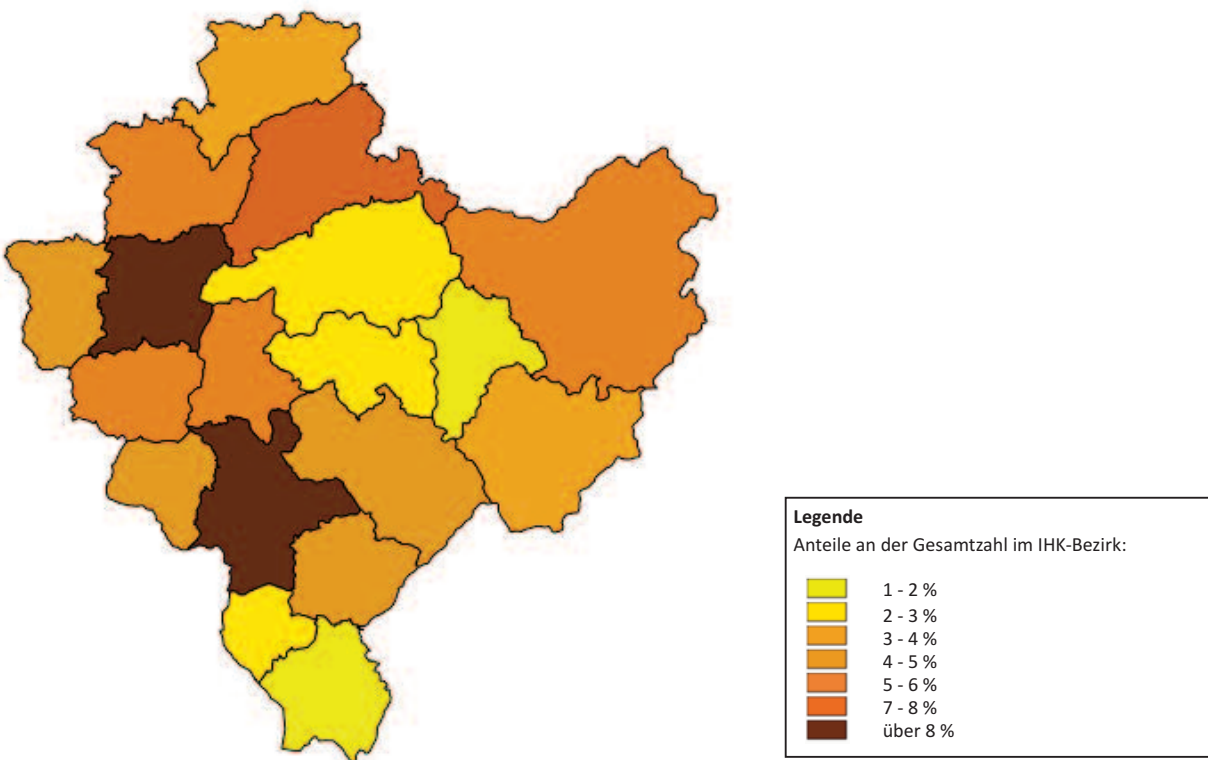 Legende
Anteile an der Gesamtzahl im IHK-Bezirk:
1 - 2 %
2 - 3 %
3 - 4 %
4 - 5 %
5 - 6 %
7 - 8 %
über 8 %